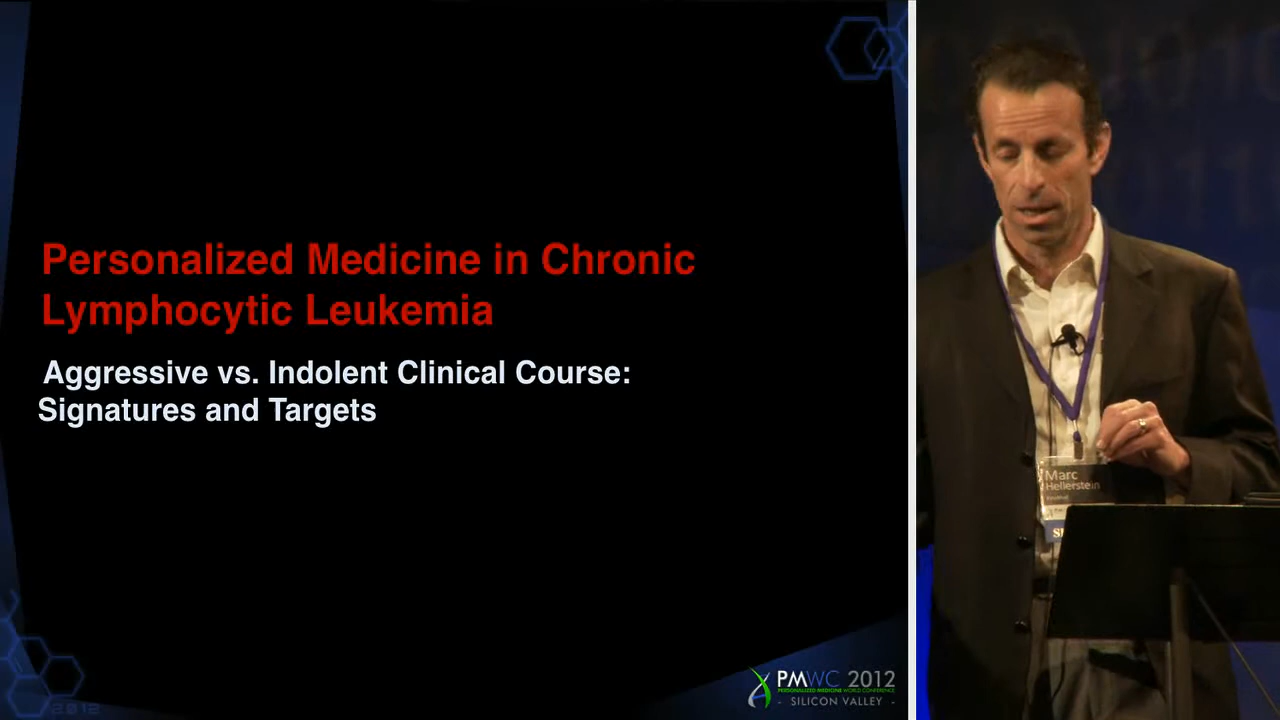 Personalized Medicine in Chronic
Lymphocytic Leukemia
Aggressive vs. Indolent Clinical Course:
Signatures and Targets
2012
PMWC 2012
PERSONALIZED MEDICINE WORLD CONFERENCE
- SILICON VALLEY -
Marc
Hellerstein